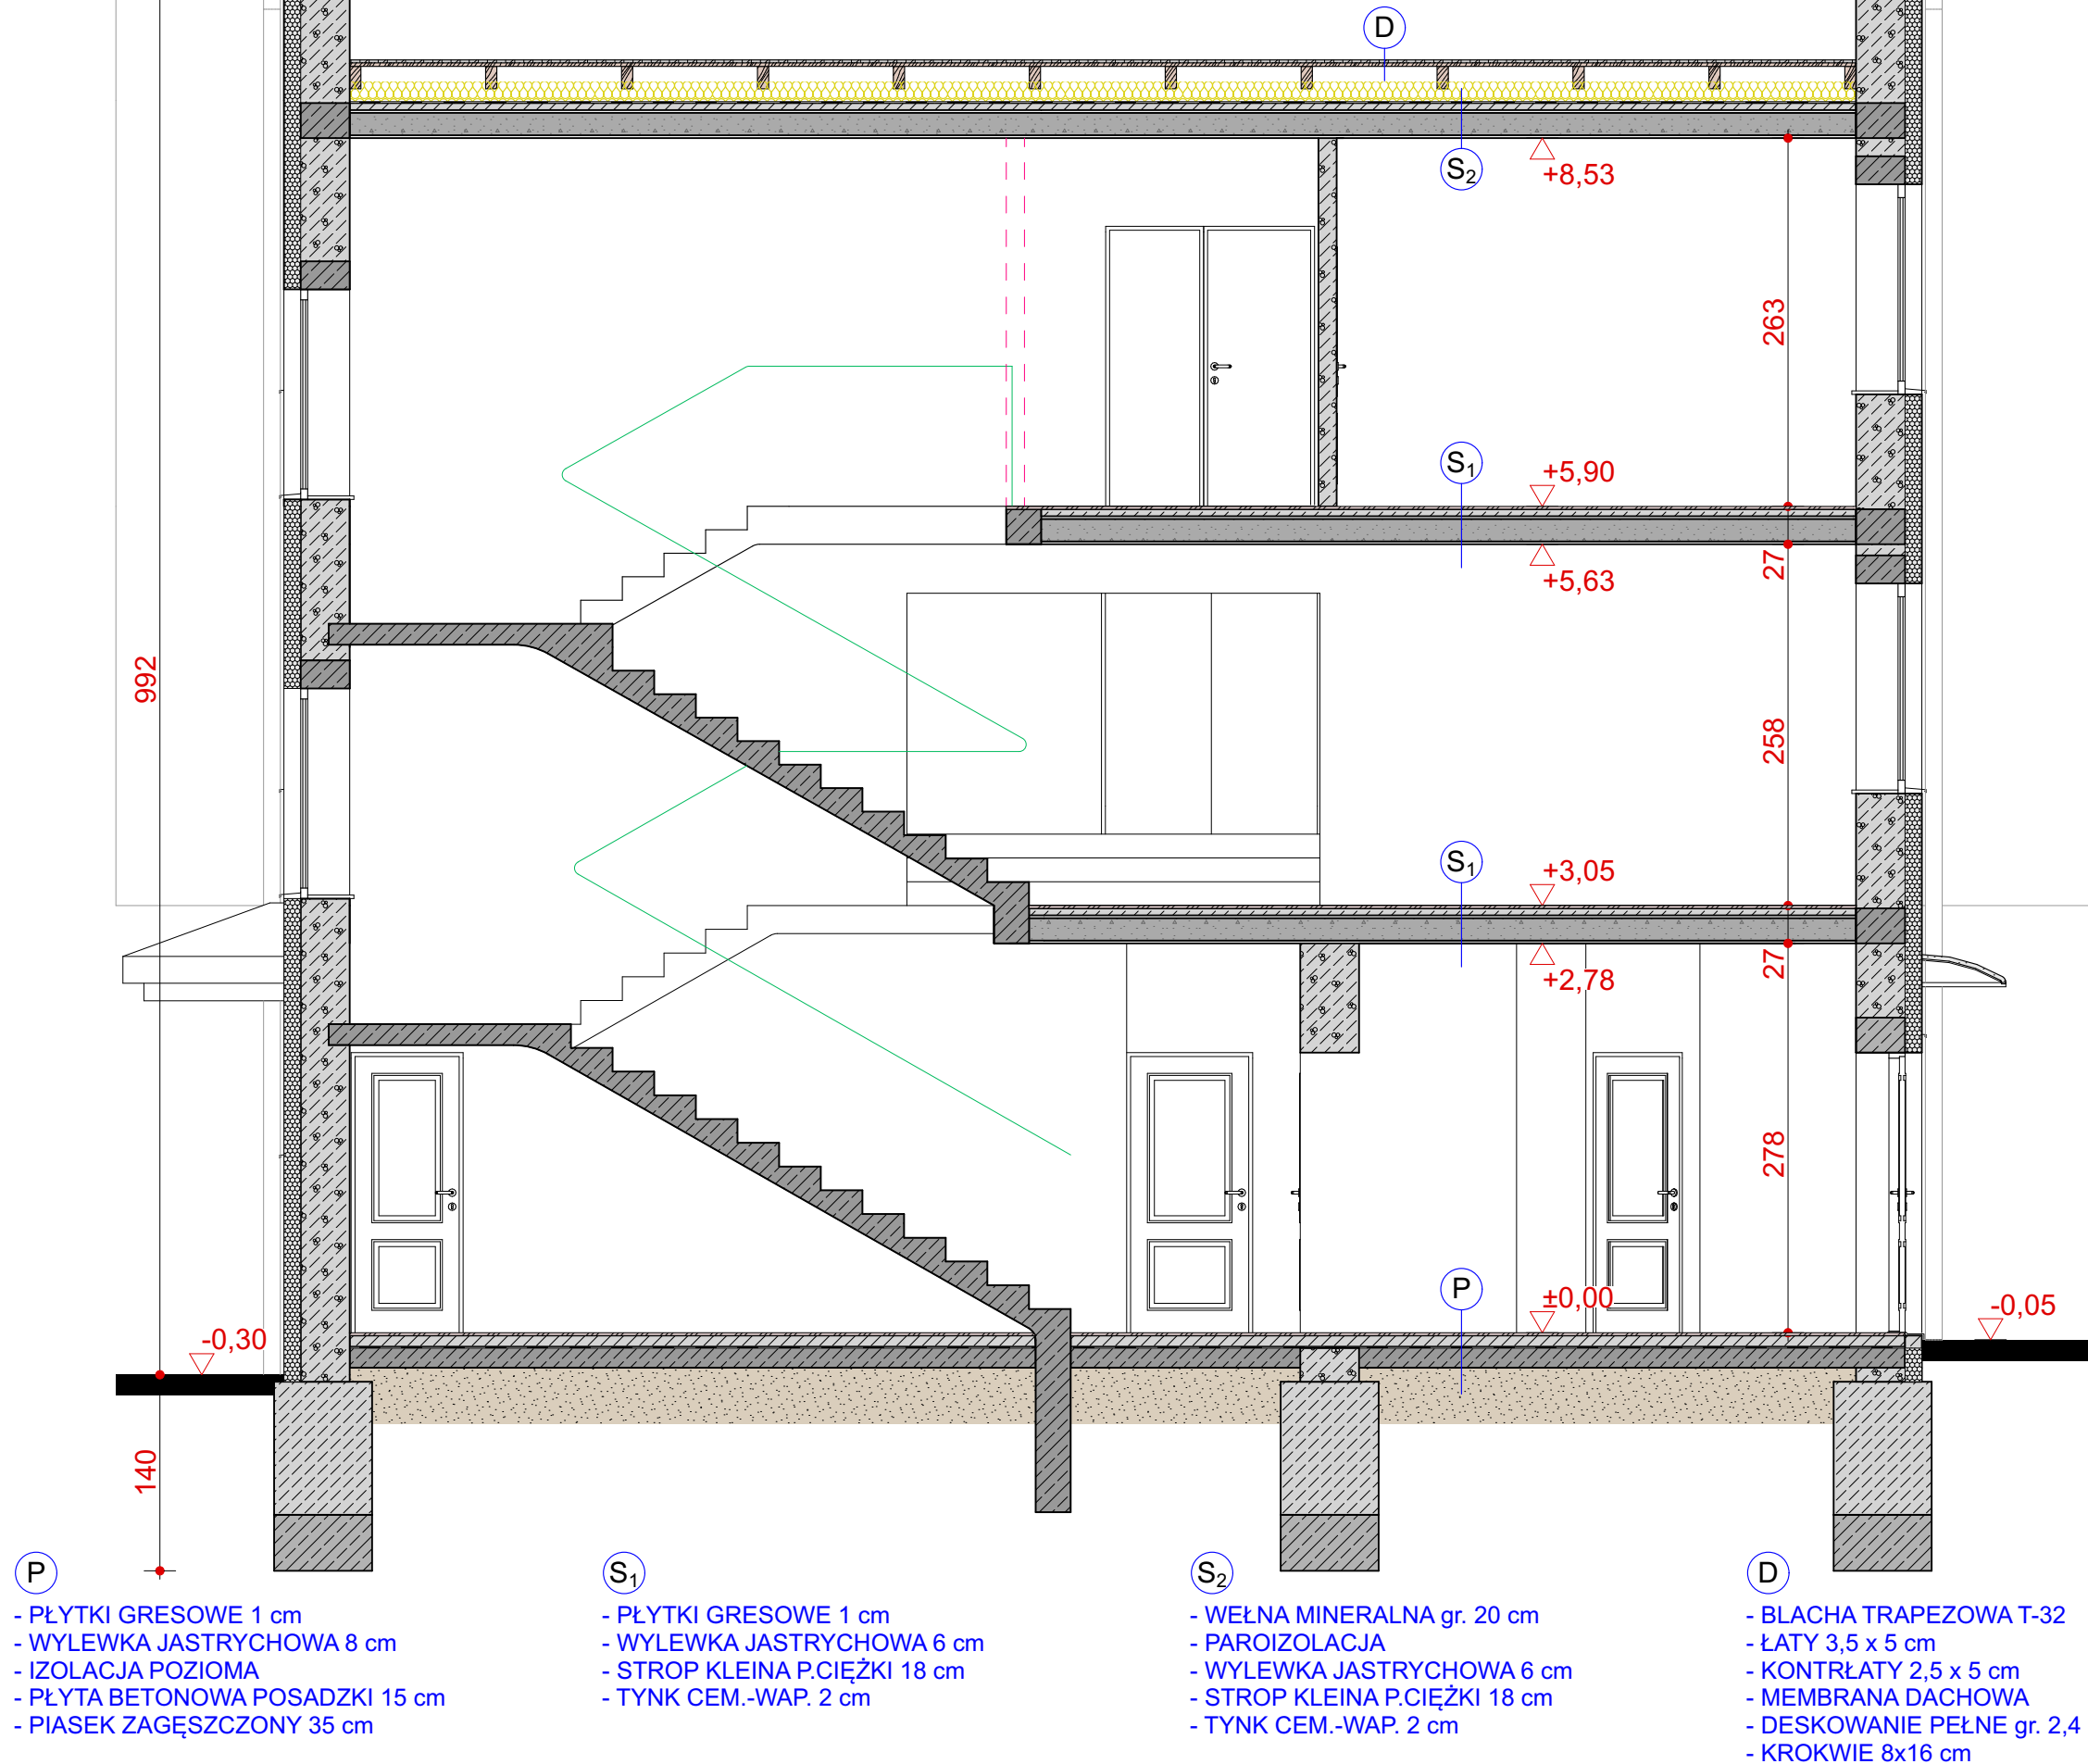 D
S₂
+8,53
263
S₁
+5,90
27
+5,63
992
258
S₁
+3,05
27
+2,78
278
P
±0,00
-0,05
-0,30
140
P
- PŁYTKI GRESOWE 1 cm
- WYLEWKA JASTRYCHOWA 8 cm
- IZOLACJA POZIOMA
- PŁYTA BETONOWA POSADZKI 15 cm
- PIASEK ZAGĘSZCZONY 35 cm
S₁
- PŁYTKI GRESOWE 1 cm
- WYLEWKA JASTRYCHOWA 6 cm
- STROP KLEINA P.CIĘŻKI 18 cm
- TYNK CEM.-WAP. 2 cm
S₂
- WEŁNA MINERALNA gr. 20 cm
- PAROIZOLACJA
- WYLEWKA JASTRYCHOWA 6 cm
- STROP KLEINA P.CIĘŻKI 18 cm
- TYNK CEM.-WAP. 2 cm
D
- BLACHA TRAPEZOWA T-32
- ŁATY 3,5 x 5 cm
- KONTRŁATY 2,5 x 5 cm
- MEMBRANA DACHOWA
- DESKOWANIE PEŁNE gr. 2,4
- KROKWIE 8x16 cm